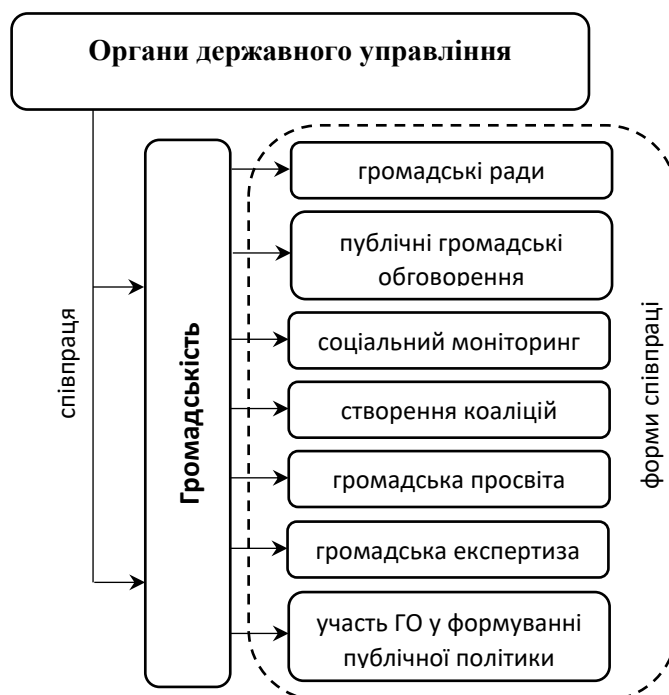 Органи державного управління
співпраця
Громадськість
громадські ради
публічні громадські
обговорення
соціальний моніторинг
створення коаліцій
громадська просвіта
громадська експертиза
участь ГО у формуванні
публічної політики
форми співпраці